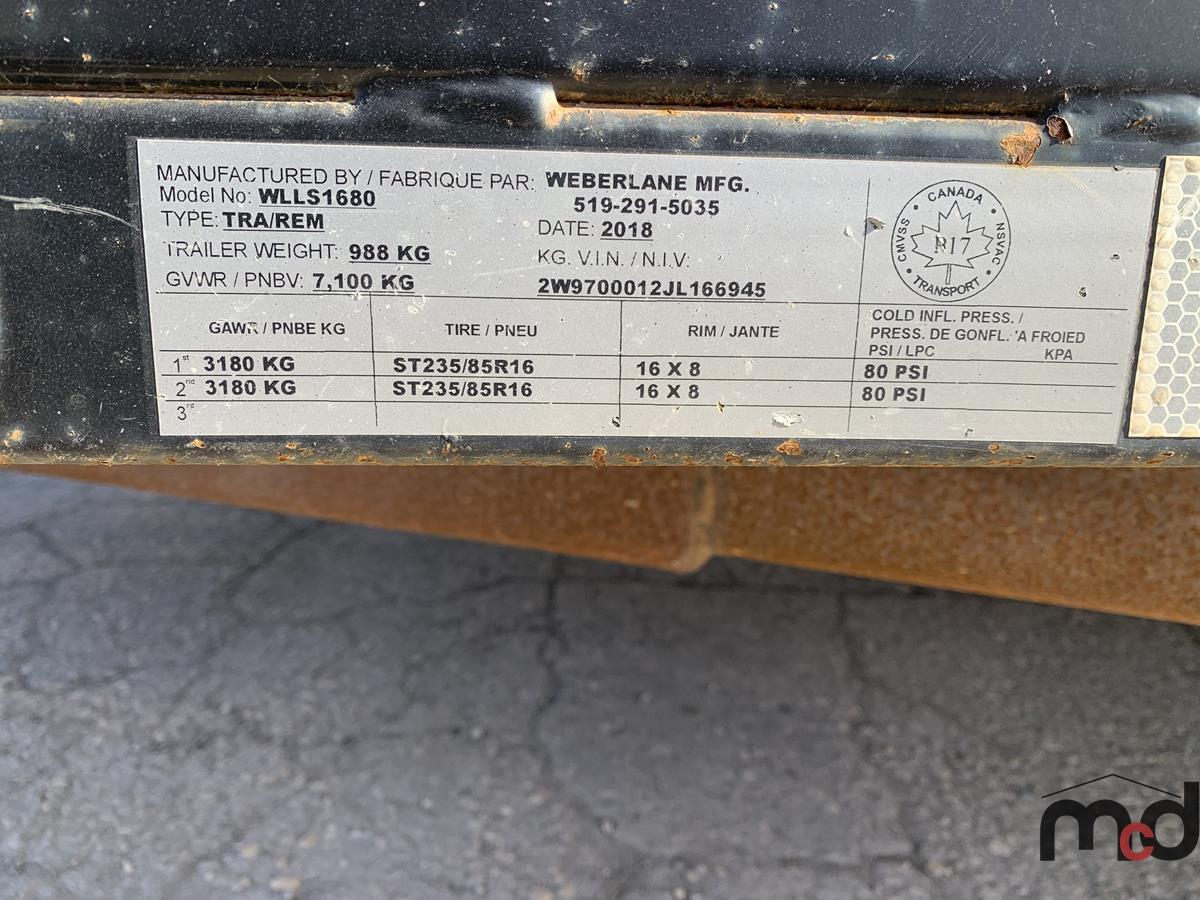 MANUFACTURED BY / FABRIQUE PAR: WEBERLANE MFG.
Model No: WLLS1680 519-291-5035
TYPE: TRA/REM DATE: 2018
TRAILER WEIGHT: 988 KG KG. V.I.N. / N.I.V:
GVWR / PNBV: 7,100 KG 2W9700012JL166945
CANADA
CMVSS NSVAC
R17
TRANSPORT
GAWR / PNBE KG TIRE / PNEU RIM / JANTE COLD INFL. PRESS. /
PRESS. DE GONFL. 'A FROIED
PSI / LPC KPA
1st 3180 KG ST235/85R16 16 X 8 80 PSI
2nd 3180 KG ST235/85R16 16 X 8 80 PSI
3rd
mcd